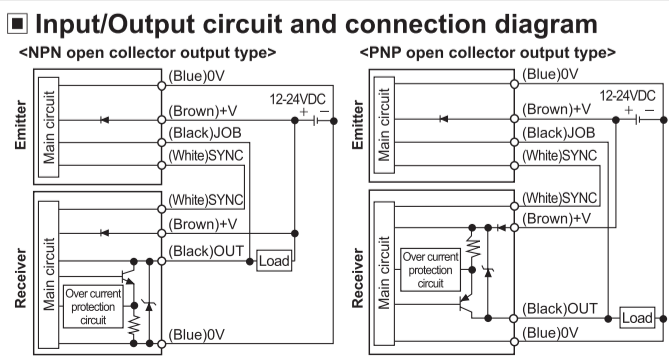 Input/Output circuit and connection diagram
<NPN open collector output type>
Emitter
Main circuit
(Blue)0V
(Brown)+V
12-24VDC
+ −
(Black)JOB
(White)SYNC
Receiver
Main circuit
(White)SYNC
(Brown)+V
(Black)OUT
Load
Over current
protection
circuit
(Blue)0V
<PNP open collector output type>
Emitter
Main circuit
(Blue)0V
(Brown)+V
12-24VDC
+ −
(Black)JOB
(White)SYNC
Receiver
Main circuit
(White)SYNC
(Brown)+V
Over current
protection
circuit
(Black)OUT
Load
(Blue)0V